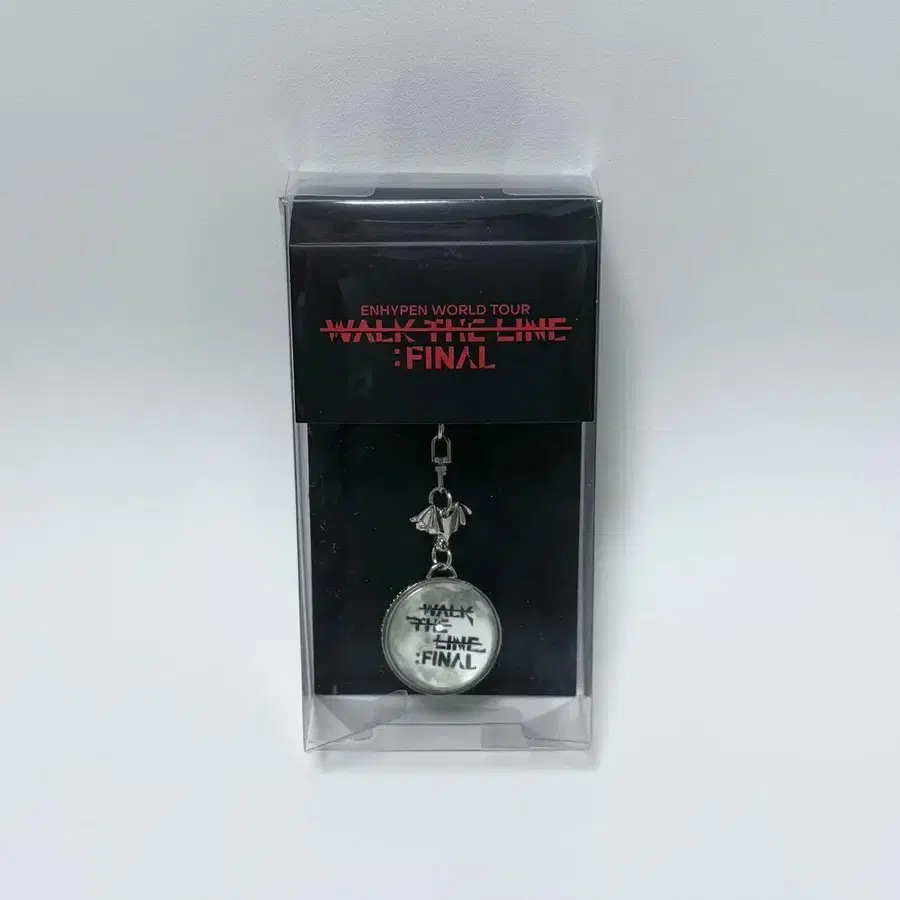 ENHYPEN WORLD TOUR
WALK THE LINE
:FINAL
WALK
THE
LINE
:FINAL